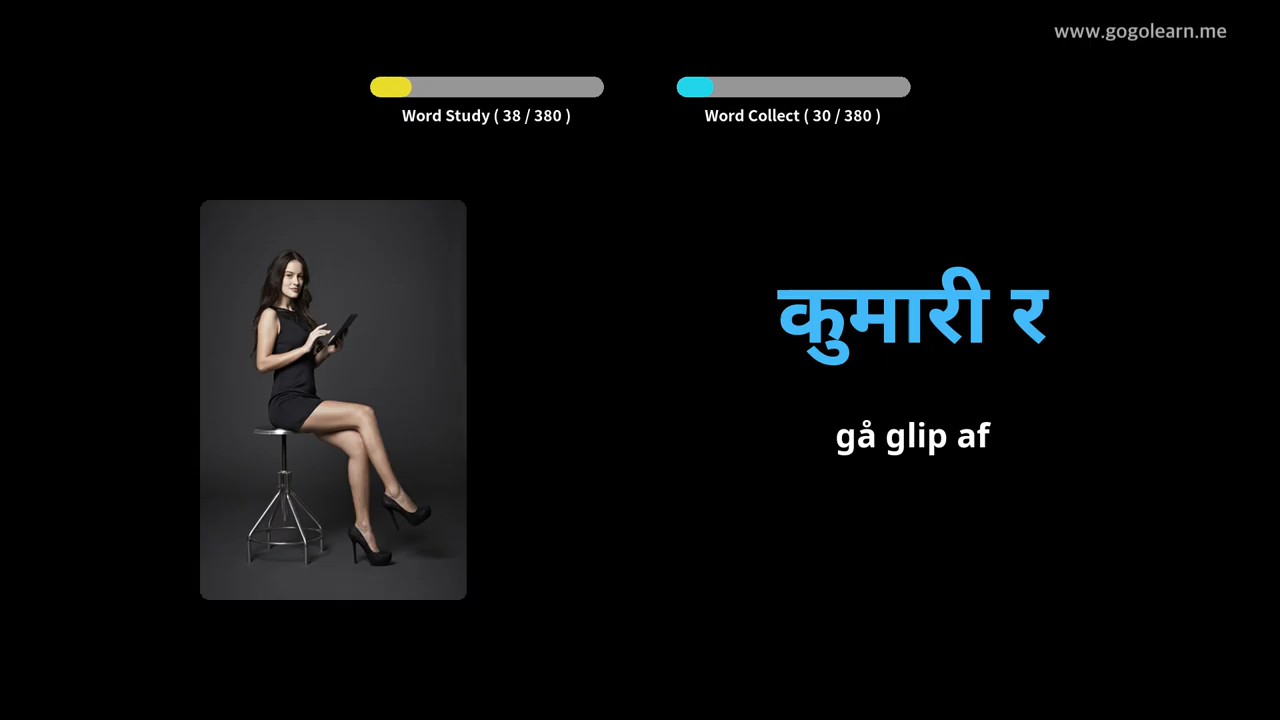 www.gogolearn.me
Word Study ( 38 / 380 )
Word Collect ( 30 / 380 )
कुमारी र
gå glip af